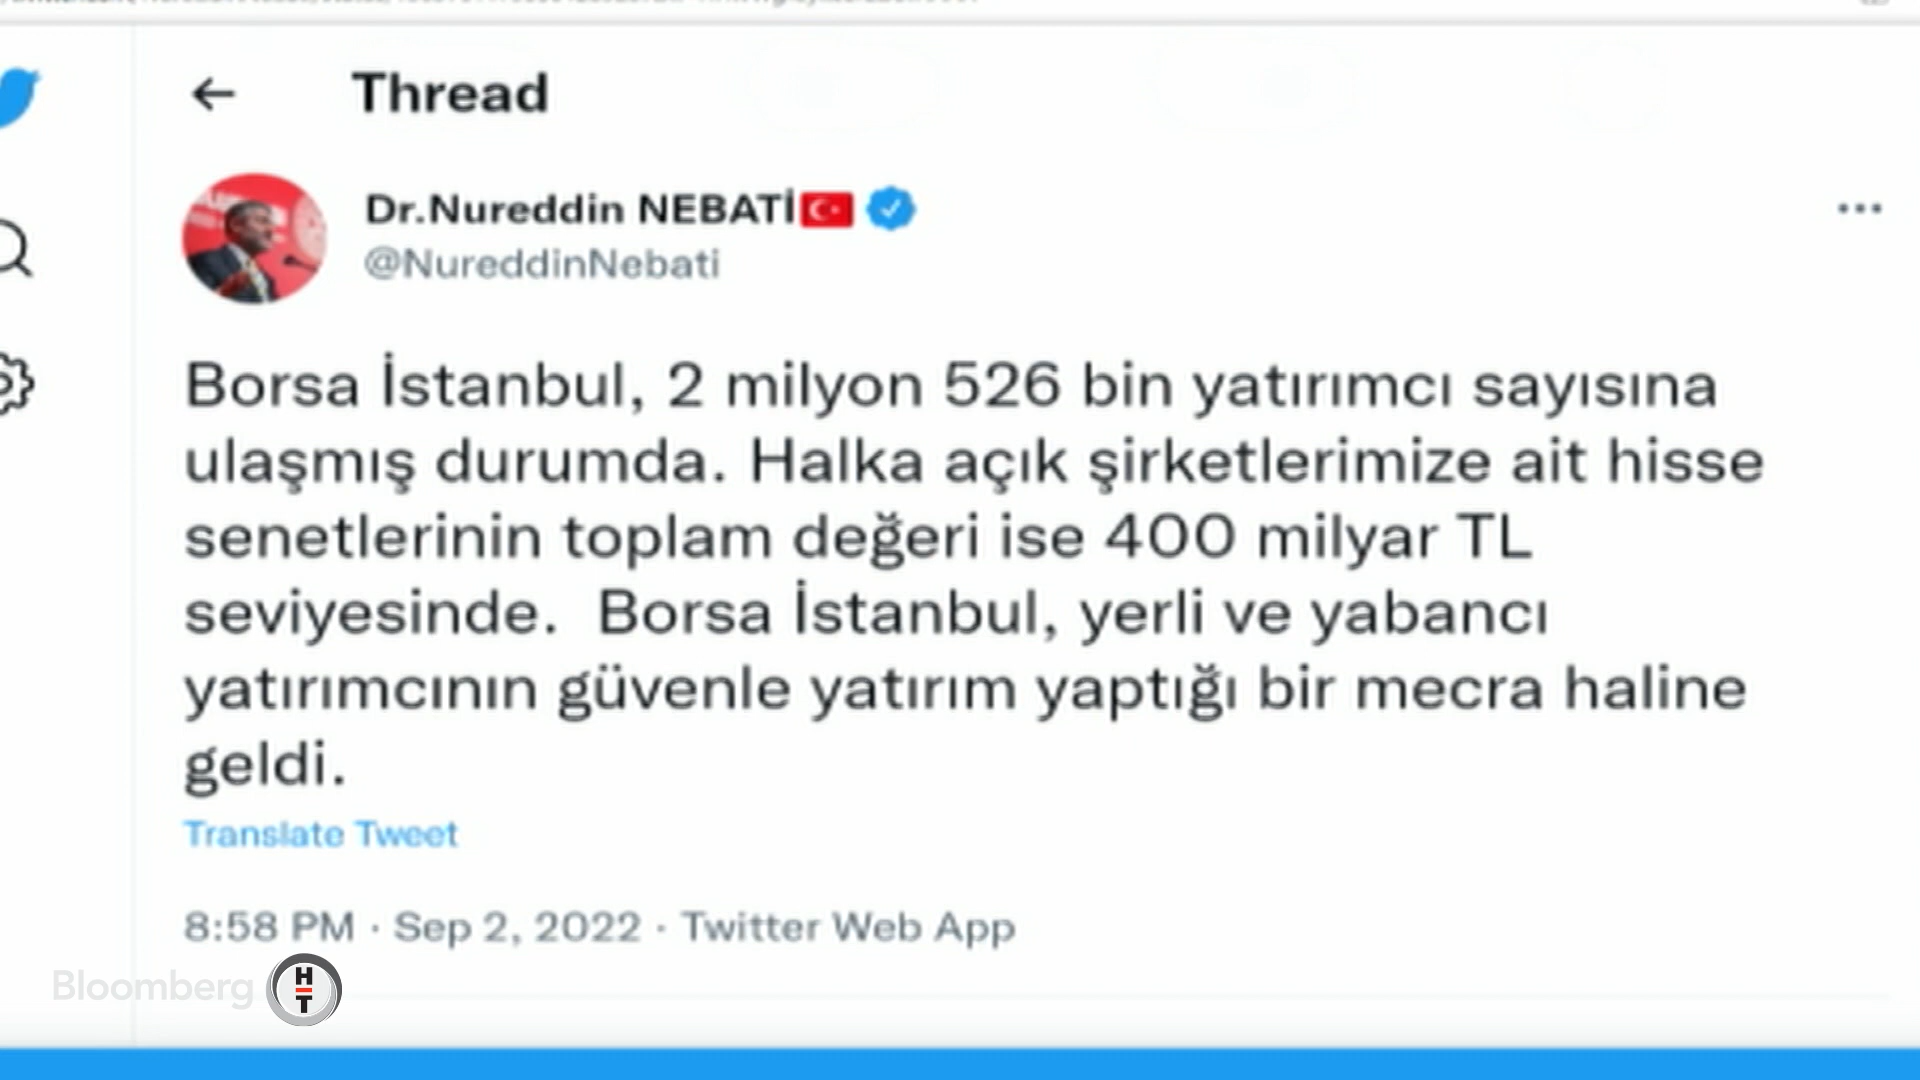 Thread
Dr.Nureddin NEBATİ
@NureddinNebati
Borsa İstanbul, 2 milyon 526 bin yatırımcı sayısına
ulaşmış durumda. Halka açık şirketlerimize ait hisse
senetlerinin toplam değeri ise 400 milyar TL
seviyesinde. Borsa İstanbul, yerli ve yabancı
yatırımcının güvenle yatırım yaptığı bir mecra haline
geldi.
Translate Tweet
8:58 PM · Sep 2, 2022 · Twitter Web App
Bloomberg HT